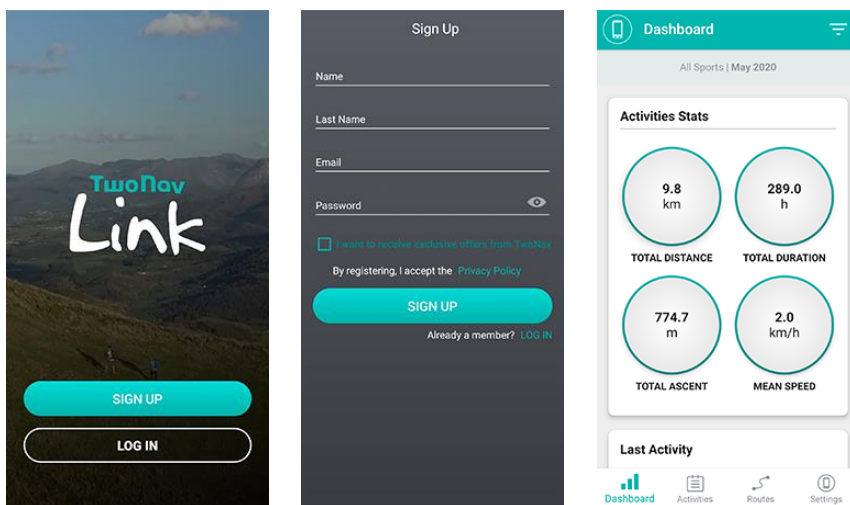 TwoNav
Link
SIGN UP
LOG IN
Sign Up
Name
Last Name
Email
Password
I want to receive exclusive offers from TwoNav
By registering, I accept the Privacy Policy
SIGN UP
Already a member? LOG IN
Dashboard
All Sports | May 2020
Activities Stats
9.8
km
289.0
h
TOTAL DISTANCE
TOTAL DURATION
774.7
m
2.0
km/h
TOTAL ASCENT
MEAN SPEED
Last Activity
Dashboard
Activities
Routes
Settings